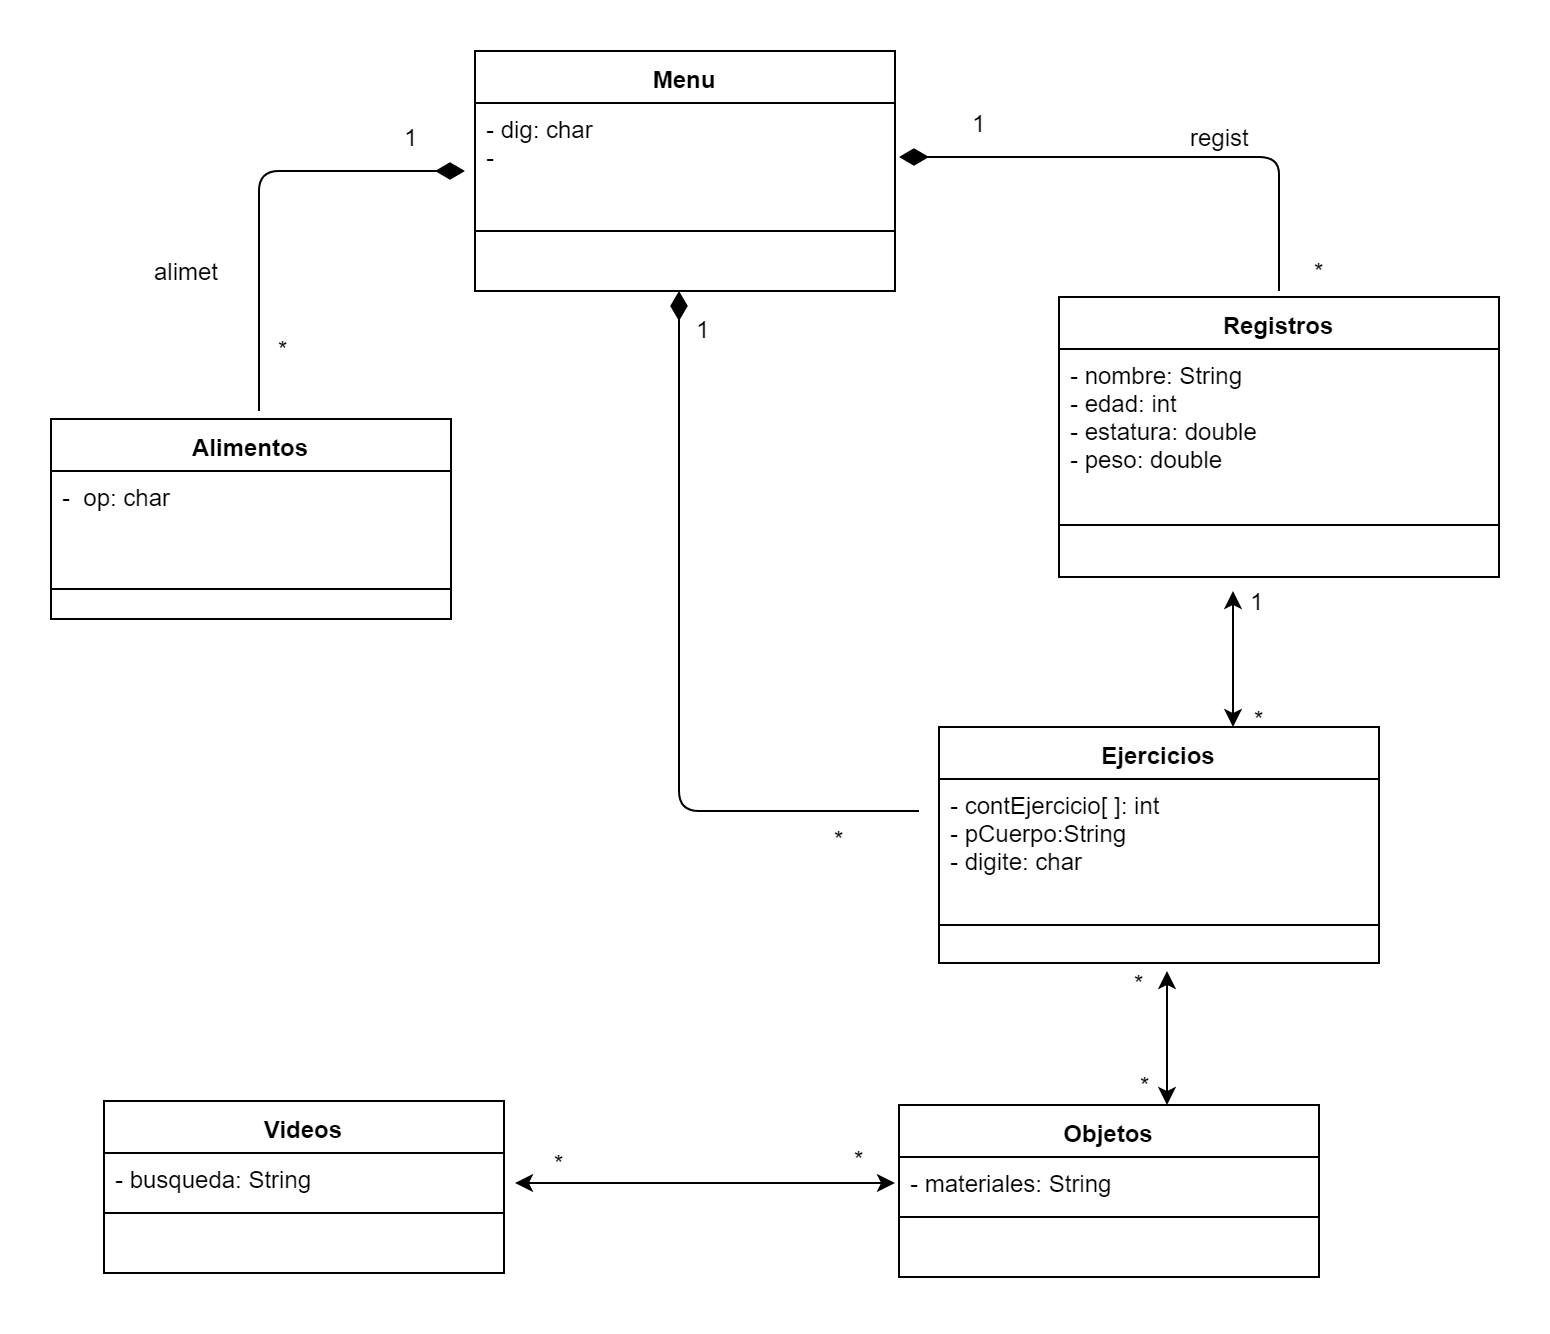 Menu
- dig: char
-
1
1
regist
alimet
*
*
1
Registros
- nombre: String
- edad: int
- estatura: double
- peso: double
Alimentos
-  op: char
1
*
Ejercicios
- contEjercicio[ ]: int
- pCuerpo:String
- digite: char
*
*
*
Videos
- busqueda: String
*
*
Objetos
- materiales: String